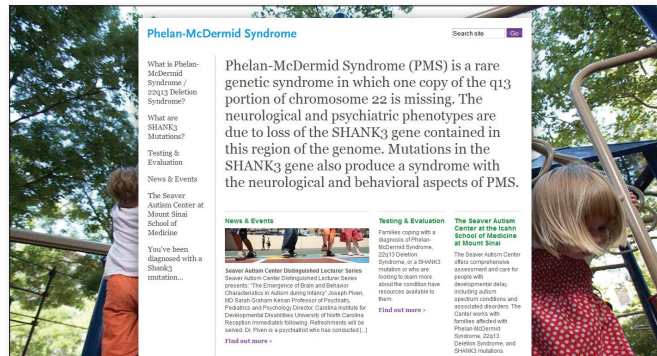 Phelan-McDermid Syndrome
Search site
Go
What is Phelan-
McDermid
Syndrome /
22q13 Deletion
Syndrome?
What are
SHANK3
Mutations?
Testing &
Evaluation
News & Events
The Seaver
Autism Center at
Mount Sinai
School of
Medicine
You've been
diagnosed with a
Shank3
mutation...
Phelan-McDermid Syndrome (PMS) is a rare
genetic syndrome in which one copy of the q13
portion of chromosome 22 is missing. The
neurological and psychiatric phenotypes are
due to loss of the SHANK3 gene contained in
this region of the genome. Mutations in the
SHANK3 gene also produce a syndrome with
the neurological and behavioral aspects of PMS.
News & Events
Seaver Autism Center Distinguished Lecturer Series
Seaver Autism Center Distinguished Lecturer Series
presents: "The Emergence of Brain and Behavior
Characteristics in Autism during Infancy" Joseph Piven,
MD Sarah Graham Kenan Professor of Psychiatry,
Pediatrics and Psychology Director, Carolina Institute for
Developmental Disabilities University of North Carolina
Reception immediately following. Refreshments will be
served. Dr. Piven is a psychiatrist who has conducted [...]
Find out more >
Testing & Evaluation
Families coping with a
diagnosis of Phelan-
McDermid Syndrome,
22q13 Deletion
Syndrome, or a SHANK3
mutation or who are
looking to learn more
about the condition have
resources available to
them.
Find out more >
The Seaver Autism
Center at the Icahn
School of Medicine
at Mount Sinai
The Seaver Autism Center
offers comprehensive
assessment and care for
people with
developmental delay,
including autism
spectrum conditions and
associated disorders. The
Center works with
families affected with
Phelan-McDermid
Syndrome, 22q13
Deletion Syndrome, and
SHANK3 mutations.